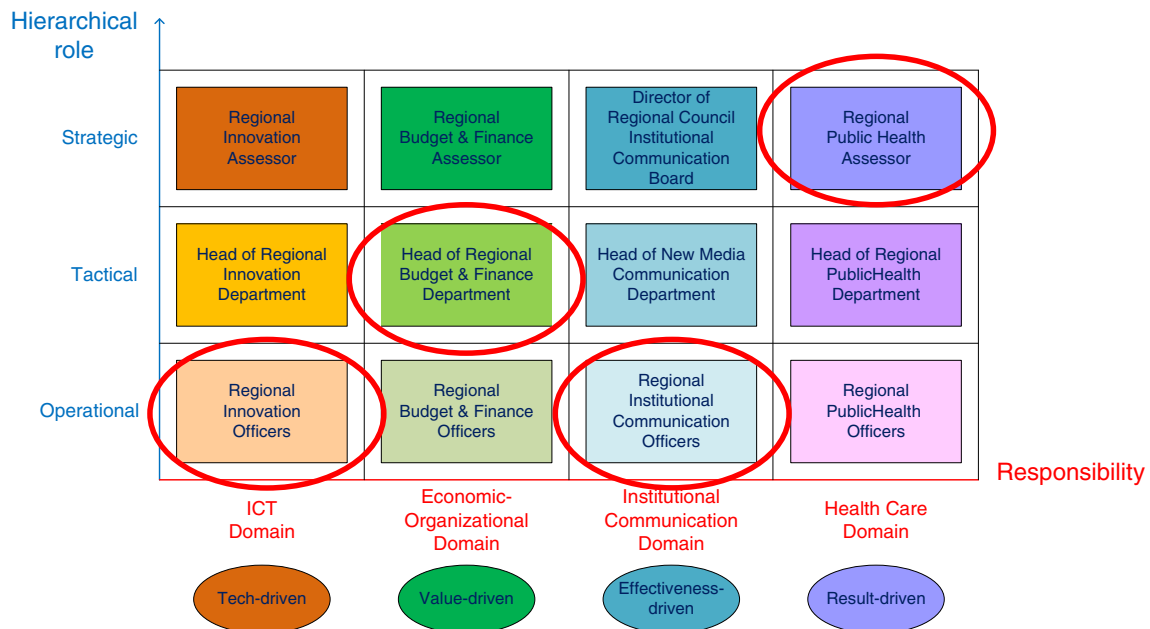 Hierarchical
role
Strategic
Regional
Innovation
Assessor
Regional
Budget & Finance
Assessor
Director of
Regional Council
Institutional
Communication
Board
Regional
Public Health
Assessor
Tactical
Head of Regional
Innovation
Department
Head of Regional
Budget & Finance
Department
Head of New Media
Communication
Department
Head of Regional
PublicHealth
Department
Operational
Regional
Innovation
Officers
Regional
Budget & Finance
Officers
Regional
Institutional
Communication
Officers
Regional
PublicHealth
Officers
Responsibility
ICT
Domain
Economic-
Organizational
Domain
Institutional
Communication
Domain
Health Care
Domain
Tech-driven
Value-driven
Effectiveness-
driven
Result-driven